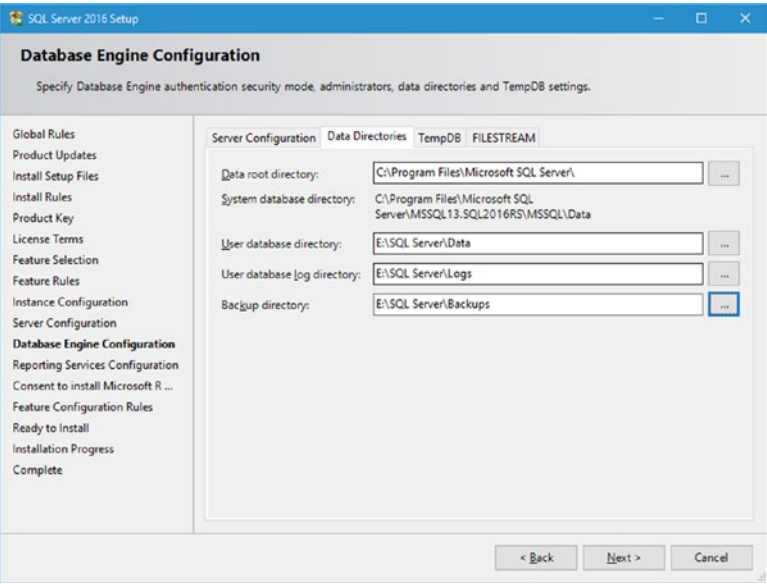 SQL Server 2016 Setup
Database Engine Configuration
Specify Database Engine authentication security mode, administrators, data directories and TempDB settings.
Global Rules
Product Updates
Install Setup Files
Install Rules
Product Key
License Terms
Feature Selection
Feature Rules
Instance Configuration
Server Configuration
Database Engine Configuration
Reporting Services Configuration
Consent to install Microsoft R ...
Feature Configuration Rules
Ready to Install
Installation Progress
Complete
Server Configuration Data Directories TempDB FILESTREAM
Data root directory: C:\Program Files\Microsoft SQL Server\ ...
System database directory: C:\Program Files\Microsoft SQL
Server\MSSQL13.SQL2016RS\MSSQL\Data
User database directory: E:\SQL Server\Data ...
User database log directory: E:\SQL Server\Logs ...
Backup directory: E:\SQL Server\Backups ...
< Back Next > Cancel